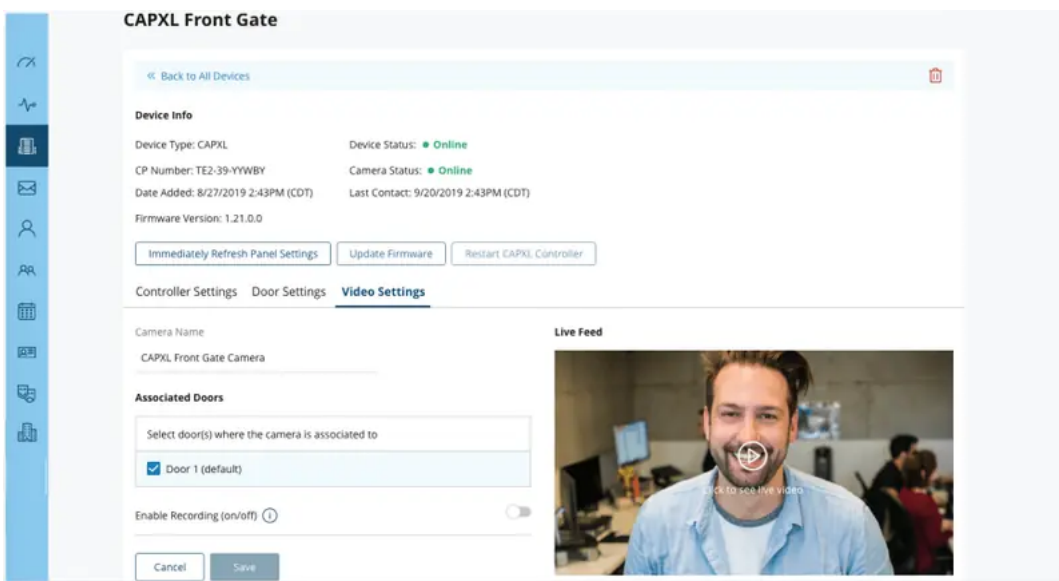 CAPXL Front Gate
« Back to All Devices
Device Info
Device Type: CAPXL
Device Status: ● Online
CP Number: TE2-39-YYWBY
Camera Status: ● Online
Date Added: 8/27/2019 2:43PM (CDT)
Last Contact: 9/20/2019 2:43PM (CDT)
Firmware Version: 1.21.0.0
Immediately Refresh Panel Settings
Update Firmware
Restart CAPXL Controller
Controller Settings
Door Settings
Video Settings
Camera Name
CAPXL Front Gate Camera
Associated Doors
Select door(s) where the camera is associated to
Door 1 (default)
Enable Recording (on/off)
Cancel
Save
Live Feed
Click to see live video